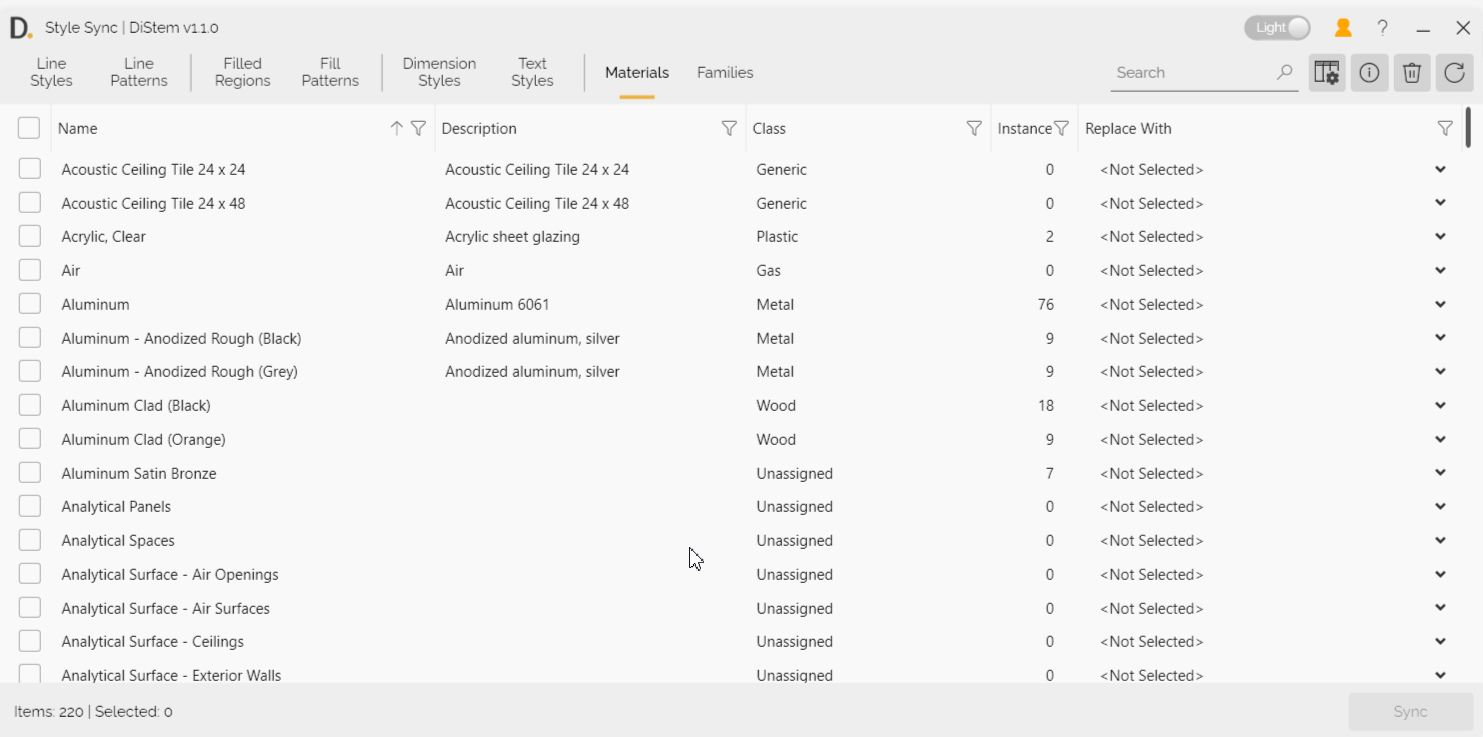 D. Style Sync | DiStem v1.1.0 Light ?
Line Styles Line Patterns Filled Regions Fill Patterns Dimension Styles Text Styles Materials Families Search
Name Description Class Instance Replace With
Acoustic Ceiling Tile 24 x 24 Acoustic Ceiling Tile 24 x 24 Generic 0 <Not Selected>
Acoustic Ceiling Tile 24 x 48 Acoustic Ceiling Tile 24 x 48 Generic 0 <Not Selected>
Acrylic, Clear Acrylic sheet glazing Plastic 2 <Not Selected>
Air Air Gas 0 <Not Selected>
Aluminum Aluminum 6061 Metal 76 <Not Selected>
Aluminum - Anodized Rough (Black) Anodized aluminum, silver Metal 9 <Not Selected>
Aluminum - Anodized Rough (Grey) Anodized aluminum, silver Metal 9 <Not Selected>
Aluminum Clad (Black) Wood 18 <Not Selected>
Aluminum Clad (Orange) Wood 9 <Not Selected>
Aluminum Satin Bronze Unassigned 7 <Not Selected>
Analytical Panels Unassigned 0 <Not Selected>
Analytical Spaces Unassigned 0 <Not Selected>
Analytical Surface - Air Openings Unassigned 0 <Not Selected>
Analytical Surface - Air Surfaces Unassigned 0 <Not Selected>
Analytical Surface - Ceilings Unassigned 0 <Not Selected>
Analytical Surface - Exterior Walls Unassigned 0 <Not Selected>
Items: 220 | Selected: 0 Sync